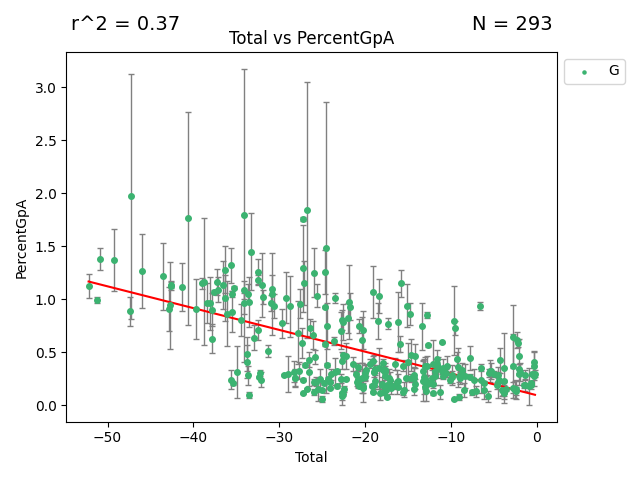 r^2 = 0.37
N = 293
Total vs PercentGpA
G
PercentGpA
3.0
2.5
2.0
1.5
1.0
0.5
0.0
−50 −40 −30 −20 −10 0
Total